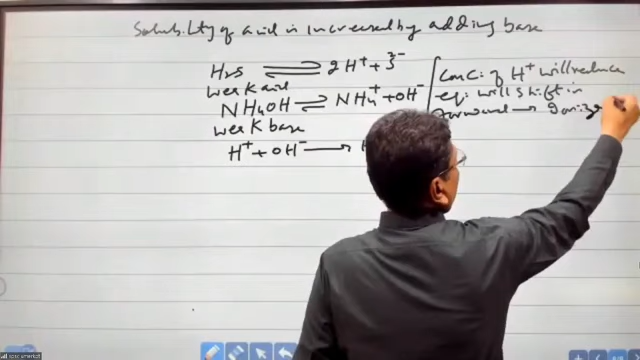 Solubility of acid is increased by adding base
H2S ⇌ 2H+ + S2-
Weak acid
NH4OH ⇌ NH4+ + OH-
Weak base
H+ + OH- →
Conc: of H+ will reduce
eq: will shift in
forward →